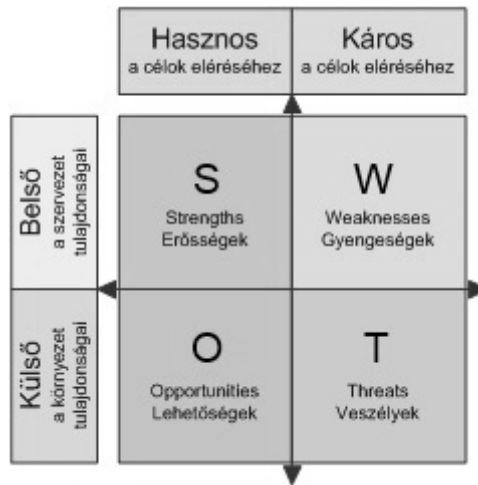 Hasznos
a célok eléréséhez
Káros
a célok eléréséhez
Belső
a szervezet
tulajdonságai
S
Strengths
Erősségek
W
Weaknesses
Gyengeségek
Külső
a környezet
tulajdonságai
O
Opportunities
Lehetőségek
T
Threats
Veszélyek